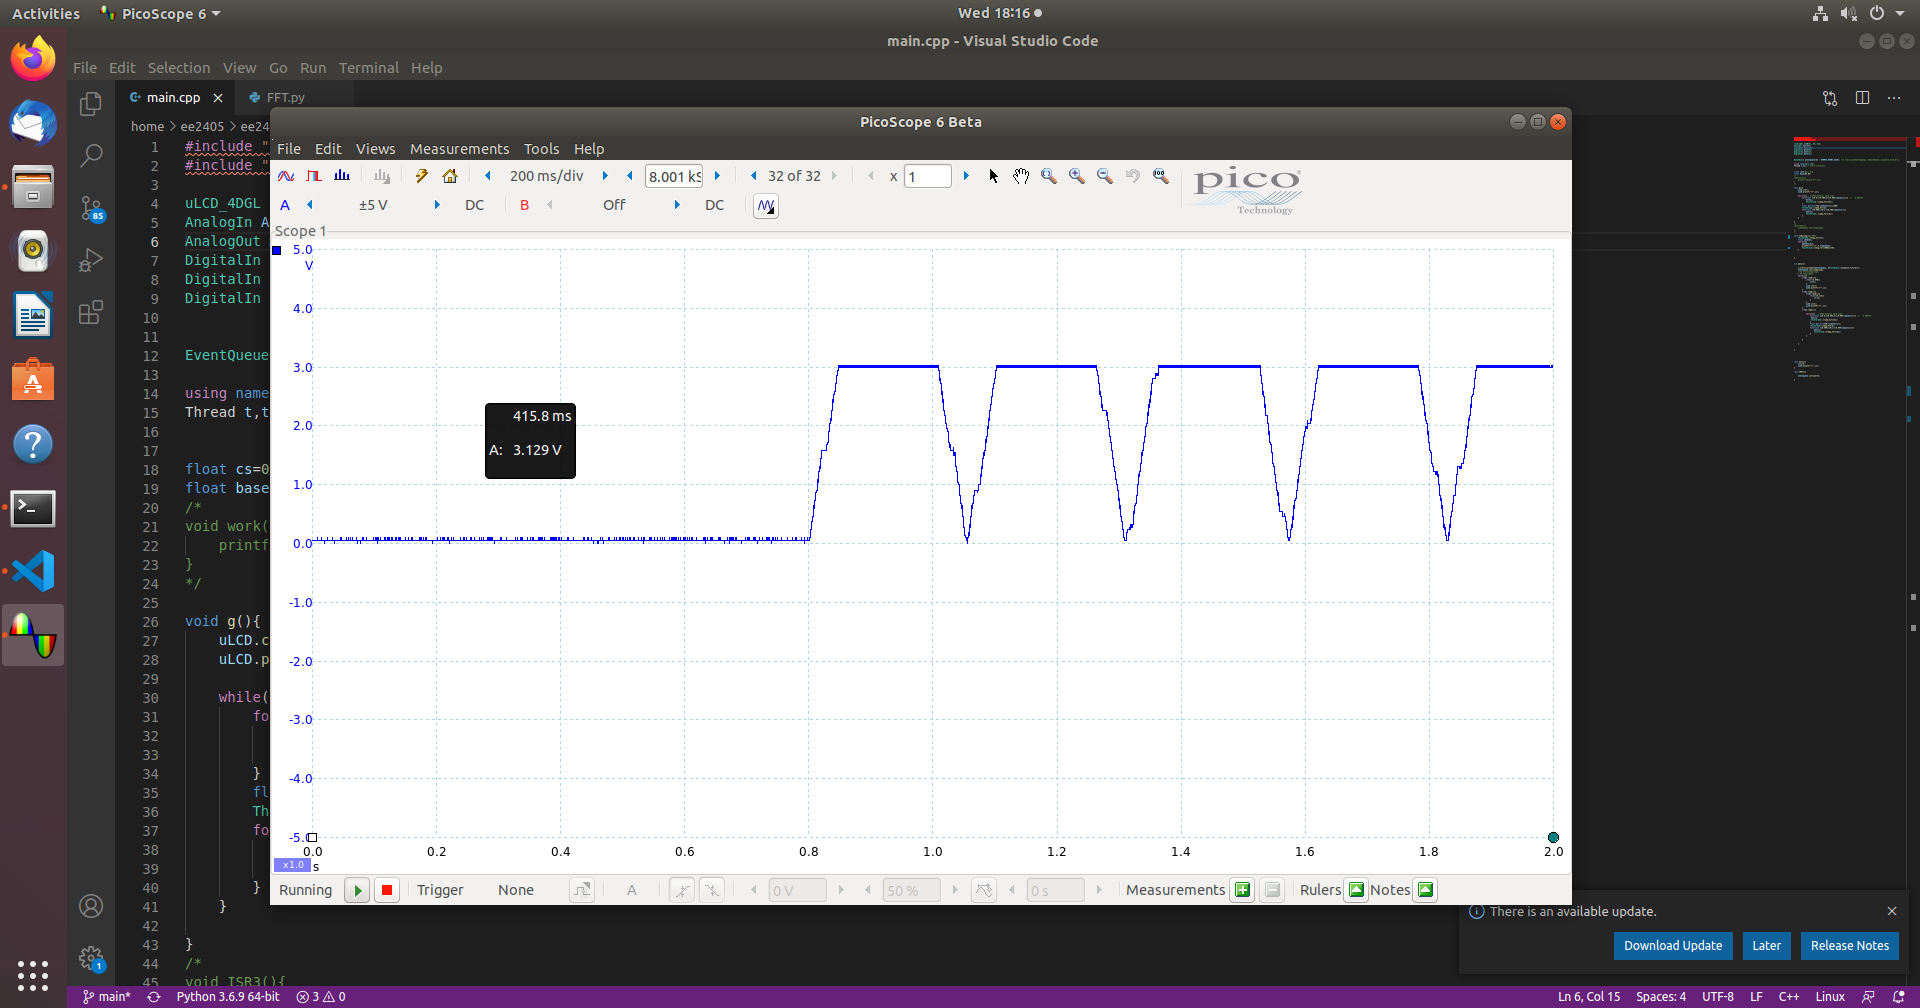 Activities PicoScope 6 Wed 18:16
main.cpp - Visual Studio Code
File Edit Selection View Go Run Terminal Help
main.cpp FFT.py
home > ee2405 > ee24
PicoScope 6 Beta
File Edit Views Measurements Tools Help
200 ms/div 8.001 kS 32 of 32 x 1
A ±5 V DC B Off DC
pico
Technology
Scope 1
5.0
V
4.0
3.0
2.0
1.0
0.0
-1.0
-2.0
-3.0
-4.0
-5.0
415.8 ms
A: 3.129 V
0.0 0.2 0.4 0.6 0.8 1.0 1.2 1.4 1.6 1.8 2.0
x1.0 s
Running Trigger None A 0 V 50 % 0 s Measurements Rulers Notes
1 #include "
2 #include "
3
4 uLCD_4DGL
5 AnalogIn A
6 AnalogOut
7 DigitalIn
8 DigitalIn
9 DigitalIn
10
11
12 EventQueue
13
14 using name
15 Thread t,t
16
17
18 float cs=0
19 float base
20 /*
21 void work(
22 printf
23 }
24 */
25
26 void g(){
27 uLCD.c
28 uLCD.p
29
30 while(
31 fo
32
33
34 }
35 fl
36 Th
37 fo
38
39
40 }
41 }
42
43 }
44 /*
45 void ISR3(){
85
1
There is an available update.
Download Update Later Release Notes
main* Python 3.6.9 64-bit 3 0 Ln 6, Col 15 Spaces: 4 UTF-8 LF C++ Linux